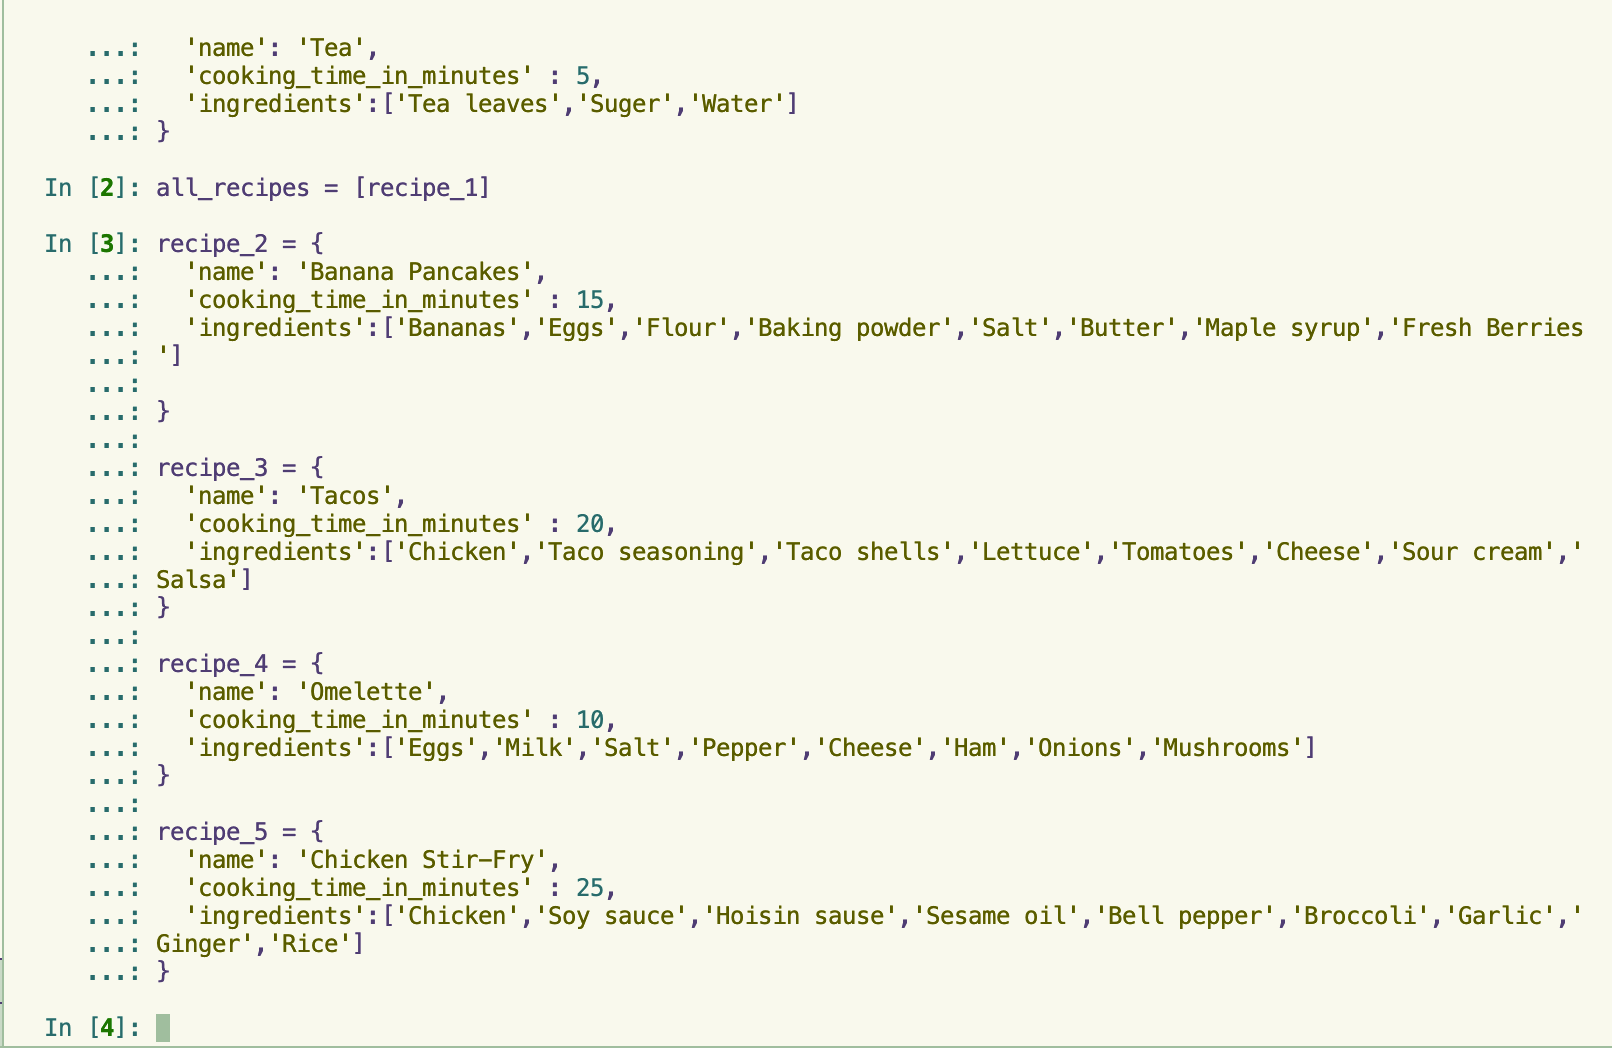 ...:   'name': 'Tea',
...:   'cooking_time_in_minutes' : 5,
...:   'ingredients':['Tea leaves','Suger','Water']
...: }
In [2]: all_recipes = [recipe_1]
In [3]: recipe_2 = {
...:   'name': 'Banana Pancakes',
...:   'cooking_time_in_minutes' : 15,
...:   'ingredients':['Bananas','Eggs','Flour','Baking powder','Salt','Butter','Maple syrup','Fresh Berries
...: ']
...:
...: }
...:
...: recipe_3 = {
...:   'name': 'Tacos',
...:   'cooking_time_in_minutes' : 20,
...:   'ingredients':['Chicken','Taco seasoning','Taco shells','Lettuce','Tomatoes','Cheese','Sour cream','
...: Salsa']
...: }
...:
...: recipe_4 = {
...:   'name': 'Omelette',
...:   'cooking_time_in_minutes' : 10,
...:   'ingredients':['Eggs','Milk','Salt','Pepper','Cheese','Ham','Onions','Mushrooms']
...: }
...:
...: recipe_5 = {
...:   'name': 'Chicken Stir-Fry',
...:   'cooking_time_in_minutes' : 25,
...:   'ingredients':['Chicken','Soy sauce','Hoisin sause','Sesame oil','Bell pepper','Broccoli','Garlic','
...: Ginger','Rice']
...: }
In [4]: